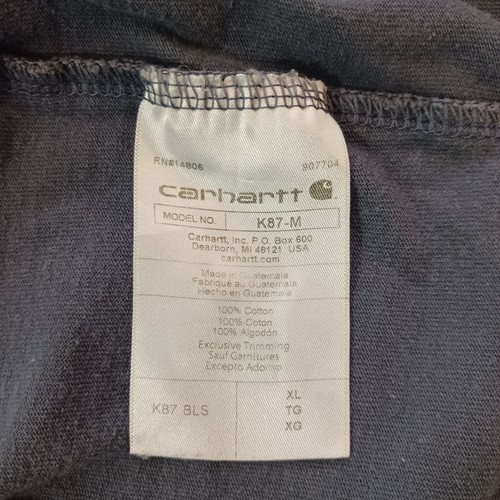 RN#14806 907704
carhartt
MODEL NO. K87-M
Carhartt, Inc. P.O. Box 600
Dearborn, MI 48121 USA
carhartt.com
Made in Guatemala
Fabriqué au Guatemala
Hecho en Guatemala
100% Cotton
100% Coton
100% Algodón
Exclusive Trimming
Sauf Garnitures
Excepto Adorno
K87 BLS
XL
TG
XG